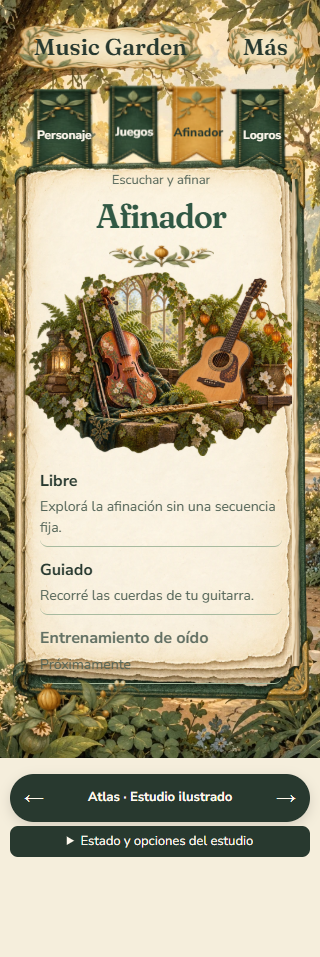 Music Garden
Más
Personaje
Juegos
Afinador
Logros
Escuchar y afinar
Afinador
Libre
Explorá la afinación sin una secuencia
fija.
Guiado
Recorré las cuerdas de tu guitarra.
Entrenamiento de oído
Próximamente
← Atlas · Estudio ilustrado →
▶ Estado y opciones del estudio